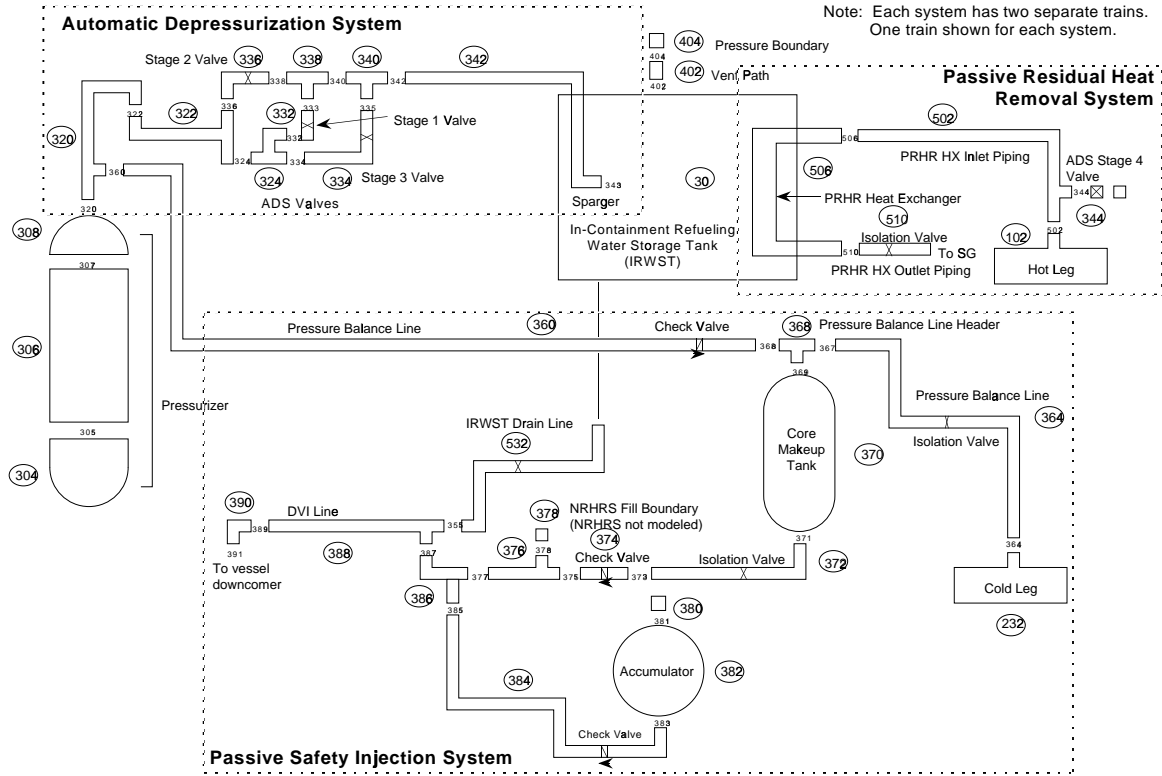 Note: Each system has two separate trains.
One train shown for each system.
Automatic Depressurization System
404
Pressure Boundary
404
402
Vent Path
402
Passive Residual Heat
Removal System
Stage 2 Valve
336
338
340
342
338
340
342
320
322
322
336
332
333
335
332
Stage 1 Valve
324
334
324
334
Stage 3 Valve
ADS Valves
360
320
343
Sparger
30
In-Containment Refueling
Water Storage Tank
(IRWST)
502
506
PRHR HX Inlet Piping
506
ADS Stage 4
Valve
344
344
PRHR Heat Exchanger
510
Isolation Valve
510
To SG
PRHR HX Outlet Piping
102
502
Hot Leg
308
307
306
305
304
Pressurizer
360
Pressure Balance Line
Check Valve
368
368
367
Pressure Balance Line Header
369
Pressure Balance Line
364
Isolation Valve
Core
Makeup
Tank
370
371
364
Cold Leg
232
IRWST Drain Line
532
390
DVI Line
389
355
391
388
To vessel
downcomer
378
NRHRS Fill Boundary
(NRHRS not modeled)
374
376
378
Check Valve
Isolation Valve
372
387
377
375
373
386
385
380
381
Accumulator
382
384
383
Check Valve
Passive Safety Injection System